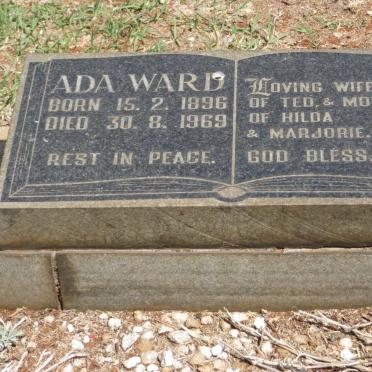 ADA WARD
BORN 15. 2. 1896
DIED 30. 8. 1969
REST IN PEACE.
LOVING WIFE
OF TED, & MO
OF HILDA
& MARJORIE.
GOD BLESS.